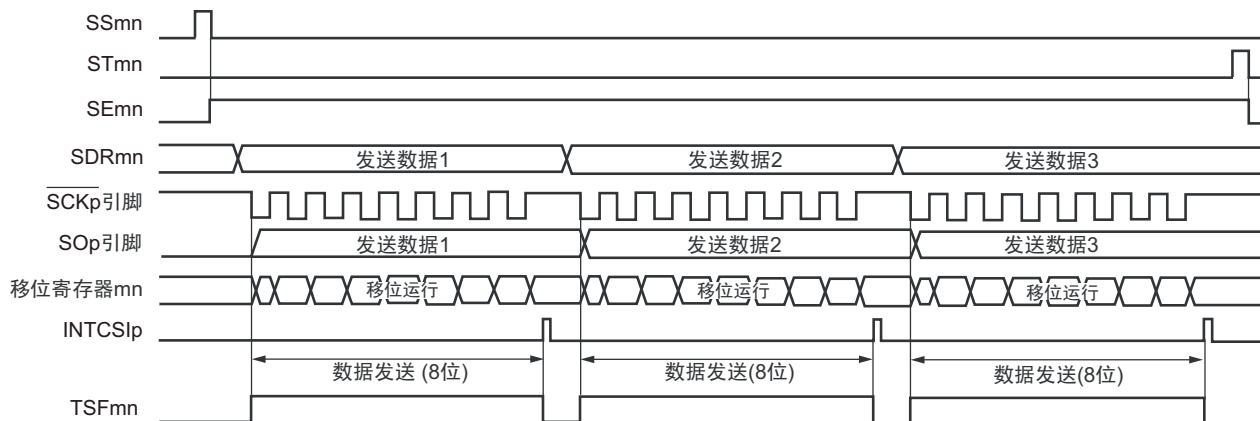 SSmn
STmn
SEmn
SDRmn 发送数据1 发送数据2 发送数据3
SCKp引脚
SOp引脚 发送数据1 发送数据2 发送数据3
移位寄存器mn 移位运行 移位运行 移位运行
INTCSIp
数据发送 (8位) 数据发送(8位) 数据发送(8位)
TSFmn